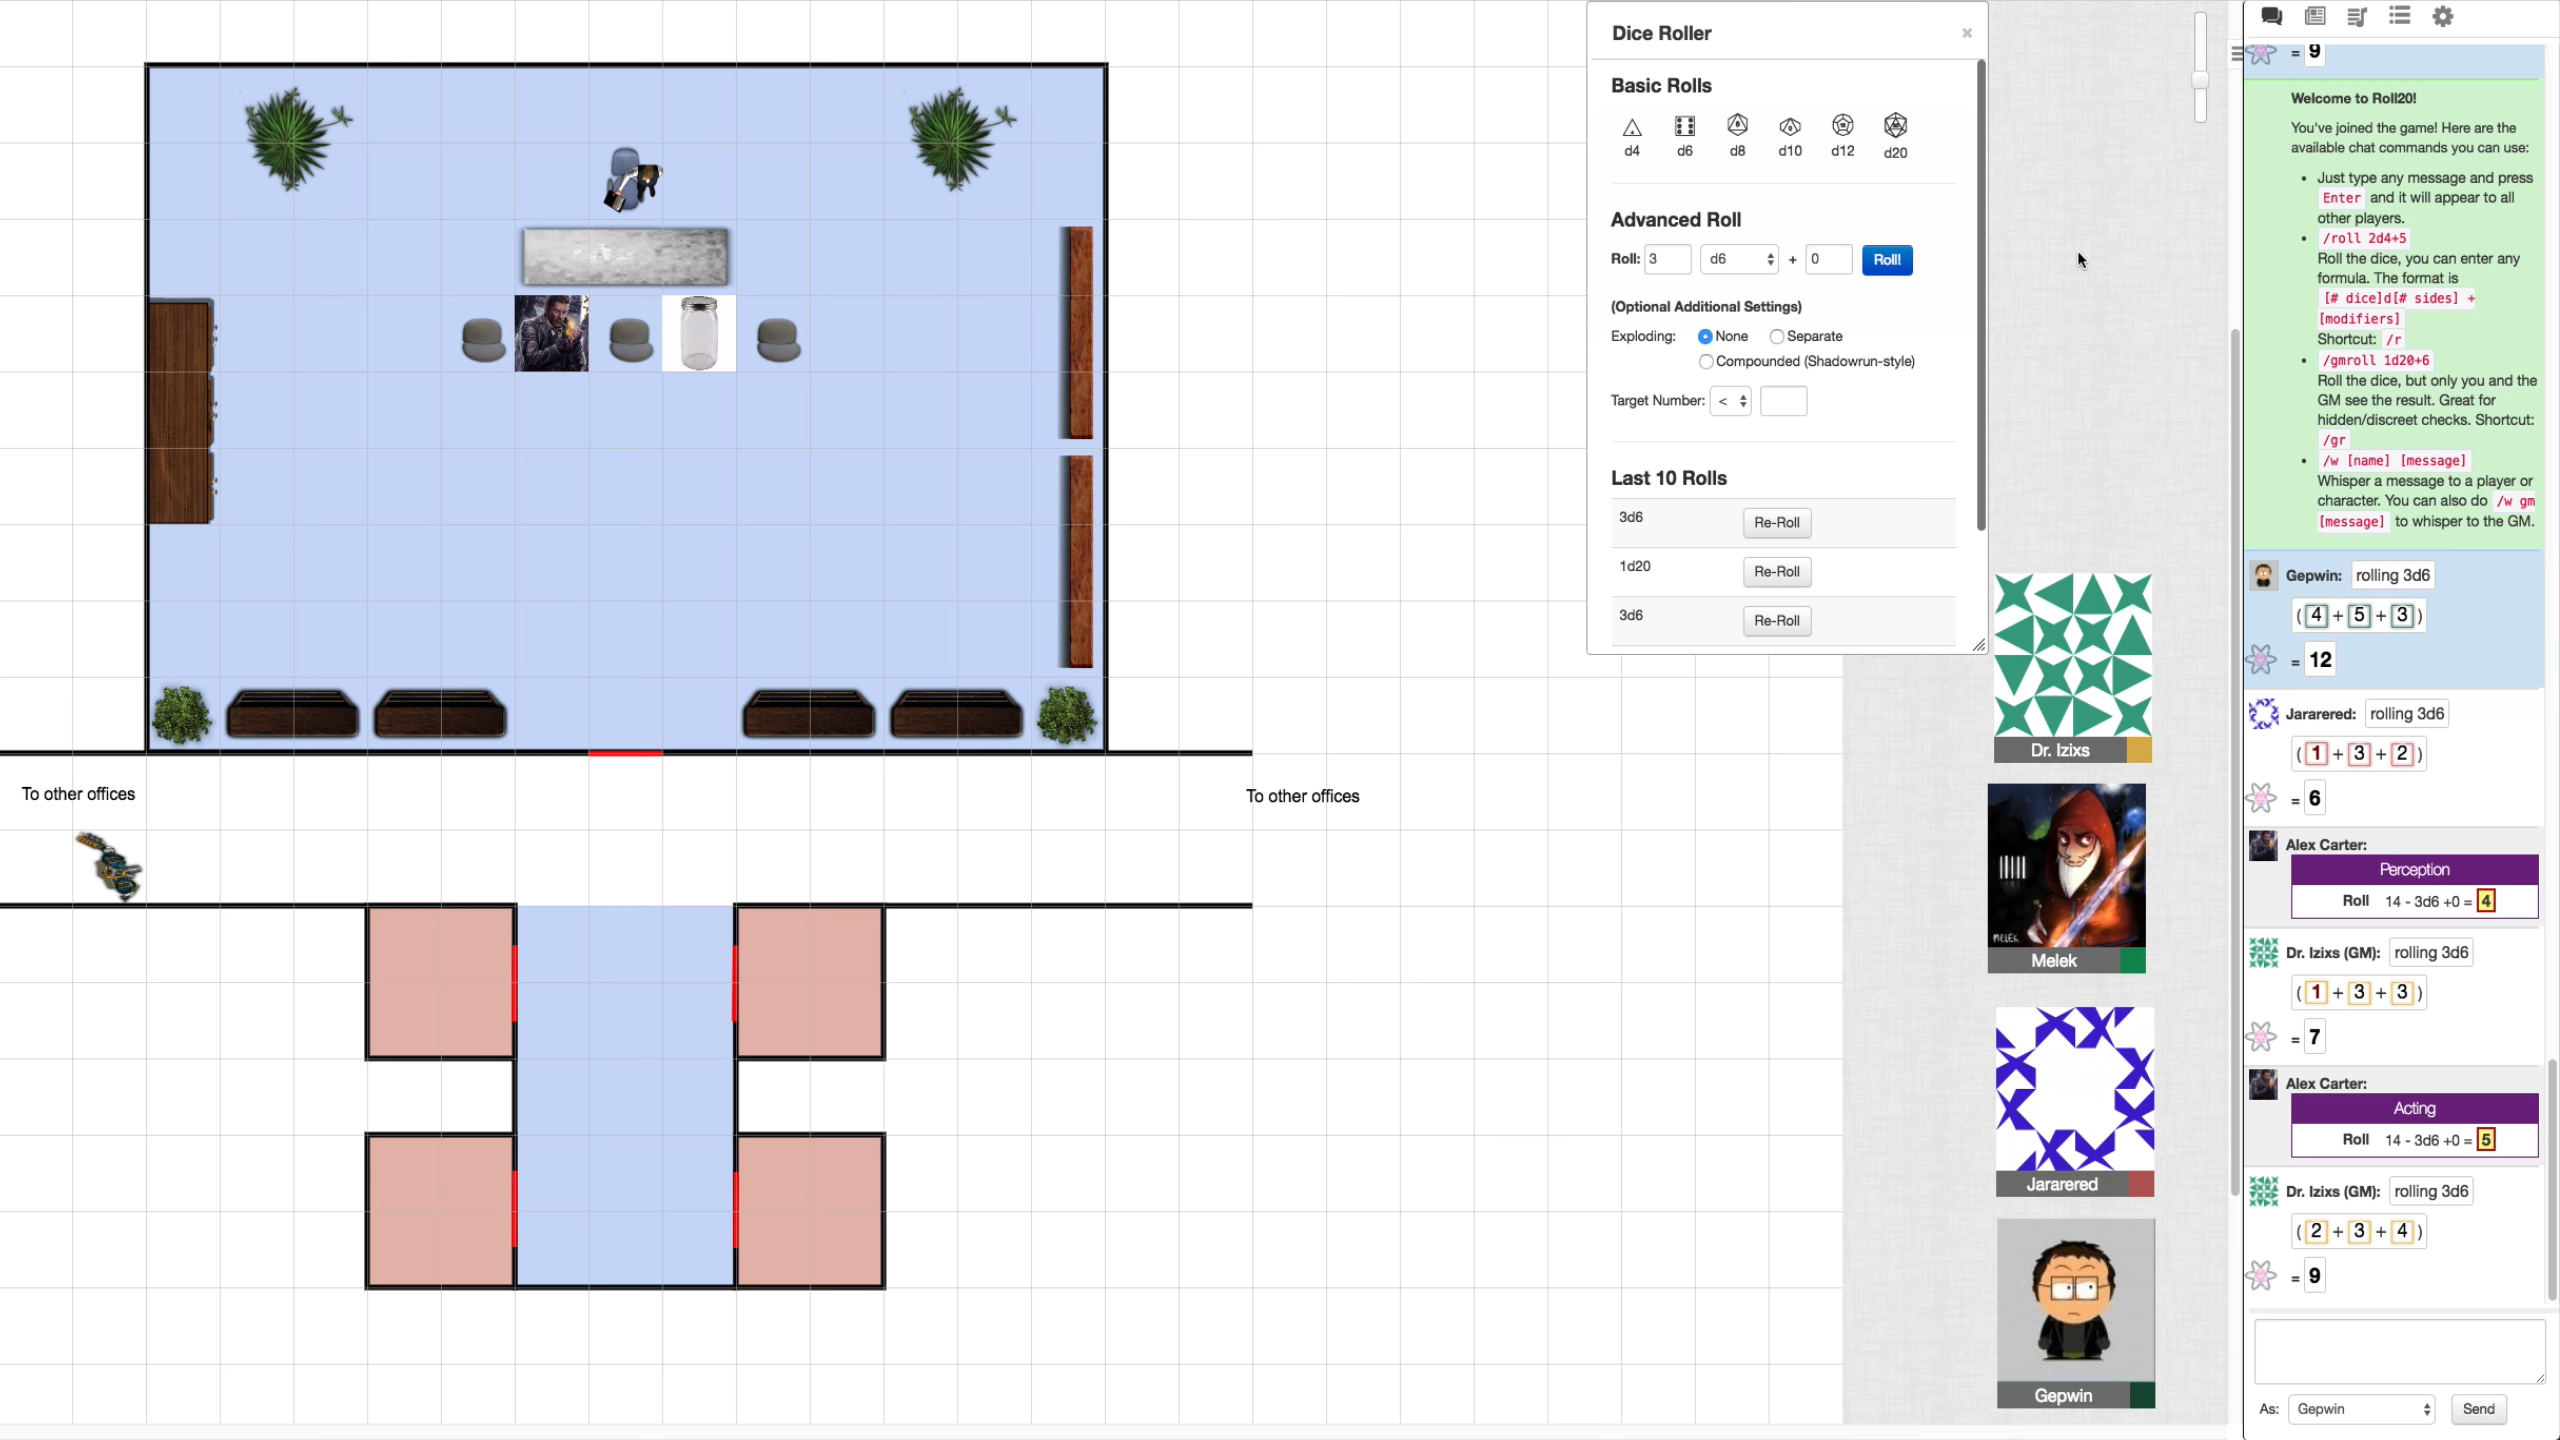 To other offices
To other offices
Dice Roller
×
Basic Rolls
d4 d6 d8 d10 d12 d20
Advanced Roll
Roll: 3 d6 + 0 Roll!
(Optional Additional Settings)
Exploding: None Separate
Compounded (Shadowrun-style)
Target Number: <
Last 10 Rolls
3d6 Re-Roll
1d20 Re-Roll
3d6 Re-Roll
Dr. Izixs
MELEK
Melek
Jararered
Gepwin
= 9
Welcome to Roll20!
You've joined the game! Here are the
available chat commands you can use:
• Just type any message and press
Enter and it will appear to all
other players.
• /roll 2d4+5
Roll the dice, you can enter any
formula. The format is
[# dice]d[# sides] +
[modifiers]
Shortcut: /r
• /gmroll 1d20+6
Roll the dice, but only you and the
GM see the result. Great for
hidden/discreet checks. Shortcut:
/gr
• /w [name] [message]
Whisper a message to a player or
character. You can also do /w gm
[message] to whisper to the GM.
Gepwin: rolling 3d6
(4+5+3)
= 12
Jararered: rolling 3d6
(1+3+2)
= 6
Alex Carter:
Perception
Roll 14 - 3d6 +0 = 4
Dr. Izixs (GM): rolling 3d6
(1+3+3)
= 7
Alex Carter:
Acting
Roll 14 - 3d6 +0 = 5
Dr. Izixs (GM): rolling 3d6
(2+3+4)
= 9
As: Gepwin Send